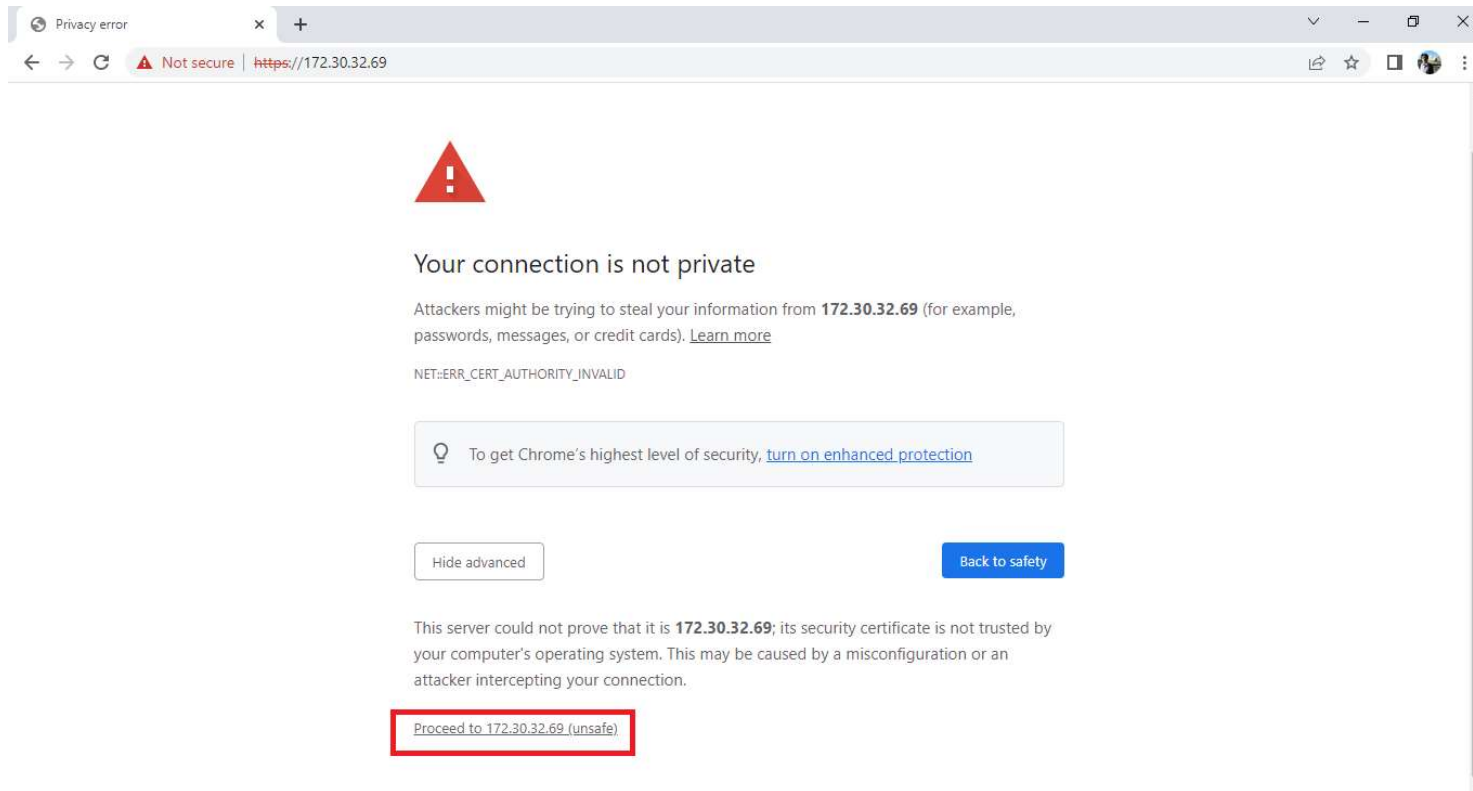 Privacy error
Not secure | https://172.30.32.69
Your connection is not private
Attackers might be trying to steal your information from 172.30.32.69 (for example,
passwords, messages, or credit cards). Learn more
NET::ERR_CERT_AUTHORITY_INVALID
To get Chrome's highest level of security, turn on enhanced protection
Hide advanced
Back to safety
This server could not prove that it is 172.30.32.69; its security certificate is not trusted by
your computer's operating system. This may be caused by a misconfiguration or an
attacker intercepting your connection.
Proceed to 172.30.32.69 (unsafe)